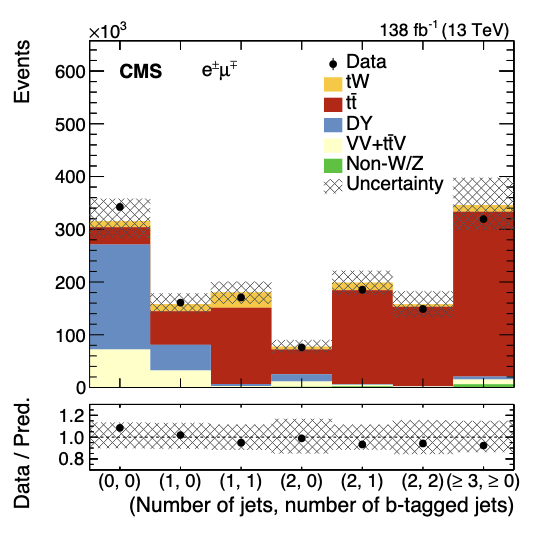 ×10³
138 fb⁻¹ (13 TeV)
Events
CMS
e±μ∓
Data
tW
tt̄
DY
VV+tt̄V
Non-W/Z
Uncertainty
600
500
400
300
200
100
0
Data / Pred.
1.2
1.0
0.8
(0, 0) (1, 0) (1, 1) (2, 0) (2, 1) (2, 2) (≥ 3, ≥ 0)
(Number of jets, number of b-tagged jets)